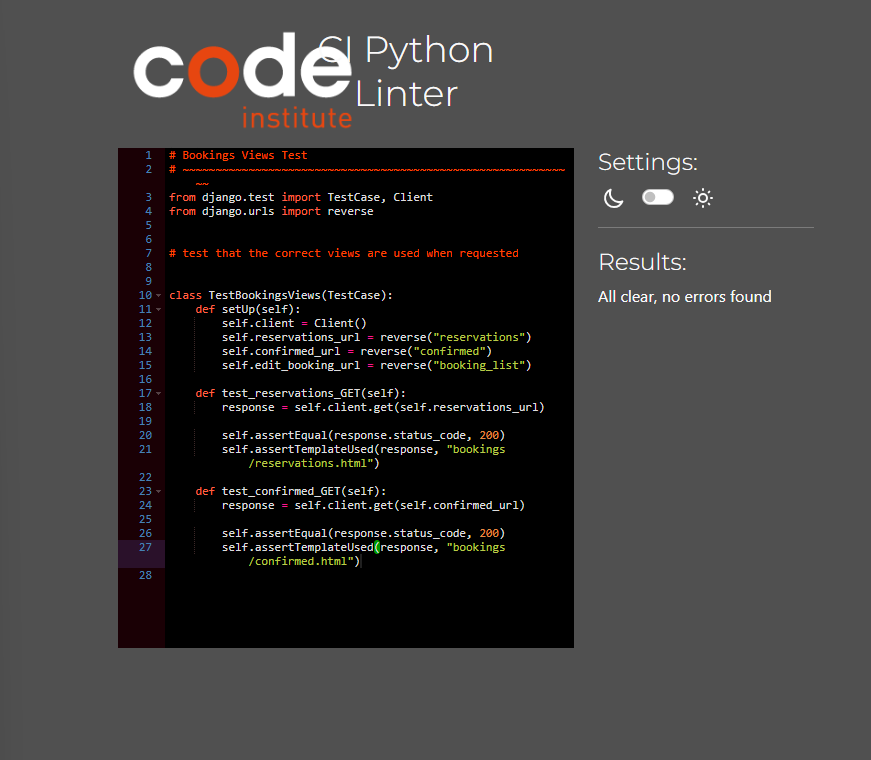 code
institute
CI Python
Linter
1 # Bookings Views Test
2 # ~~~~~~~~~~~~~~~~~~~~~~~~~~~~~~~~~~~~~~~~~~~~~~~~~~~~~~~~~~
~~
3 from django.test import TestCase, Client
4 from django.urls import reverse
5
6
7 # test that the correct views are used when requested
8
9
10 class TestBookingsViews(TestCase):
11 def setUp(self):
12 self.client = Client()
13 self.reservations_url = reverse("reservations")
14 self.confirmed_url = reverse("confirmed")
15 self.edit_booking_url = reverse("booking_list")
16
17 def test_reservations_GET(self):
18 response = self.client.get(self.reservations_url)
19
20 self.assertEqual(response.status_code, 200)
21 self.assertTemplateUsed(response, "bookings
/reservations.html")
22
23 def test_confirmed_GET(self):
24 response = self.client.get(self.confirmed_url)
25
26 self.assertEqual(response.status_code, 200)
27 self.assertTemplateUsed(response, "bookings
/confirmed.html")
28
Settings:
Results:
All clear, no errors found